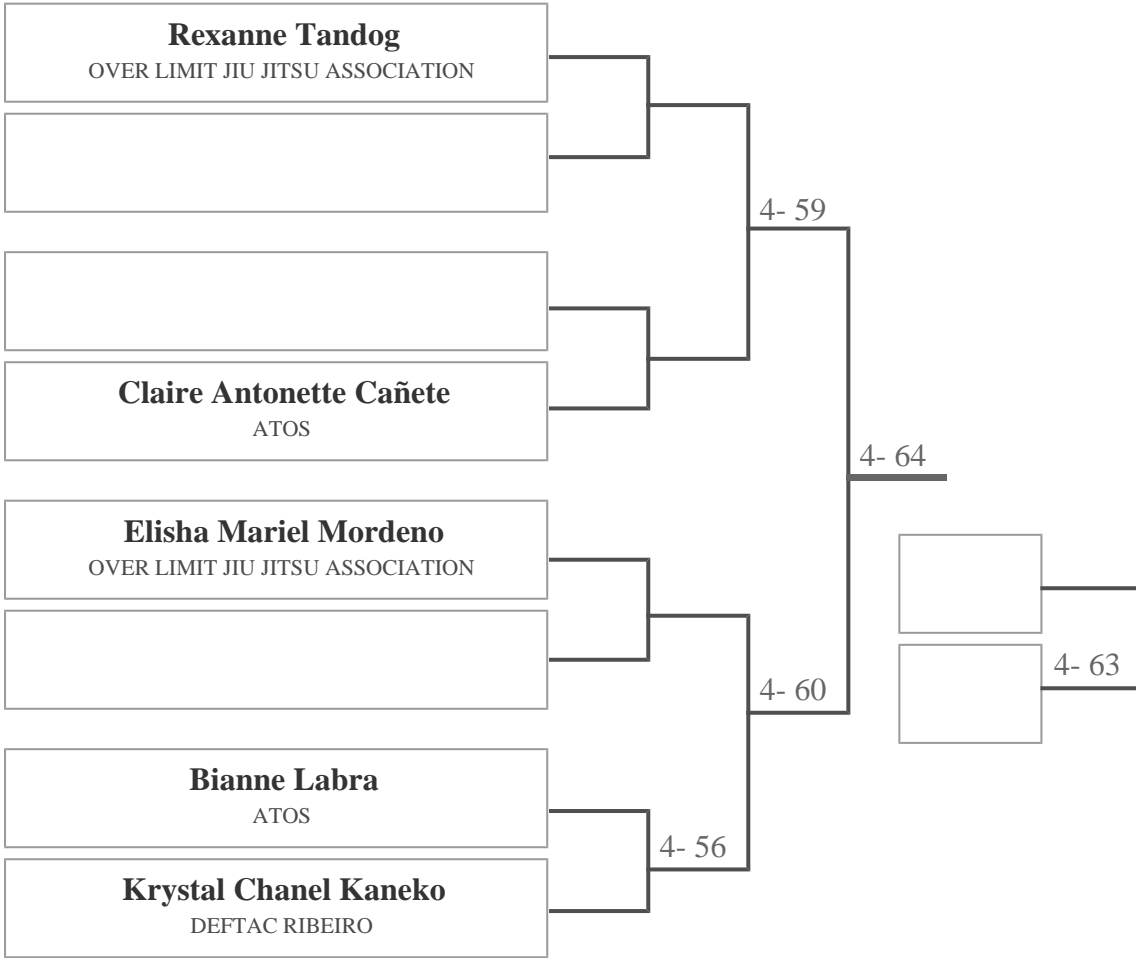 Rexanne Tandog
OVER LIMIT JIU JITSU ASSOCIATION
4- 59
Claire Antonette Cañete
ATOS
4- 64
Elisha Mariel Mordeno
OVER LIMIT JIU JITSU ASSOCIATION
4- 63
4- 60
Bianne Labra
ATOS
4- 56
Krystal Chanel Kaneko
DEFTAC RIBEIRO